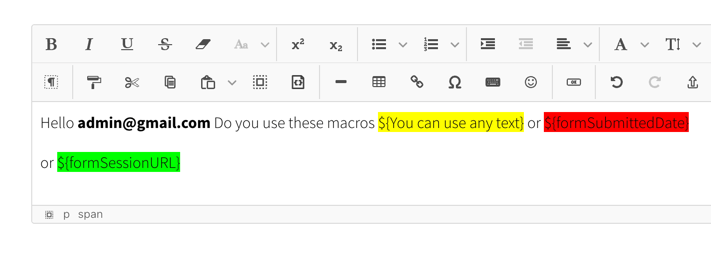 B I U S Aa x² x₂ A TI
¶ Ω
Hello admin@gmail.com Do you use these macros ${You can use any text} or ${formSubmittedDate}
or ${formSessionURL}
p span